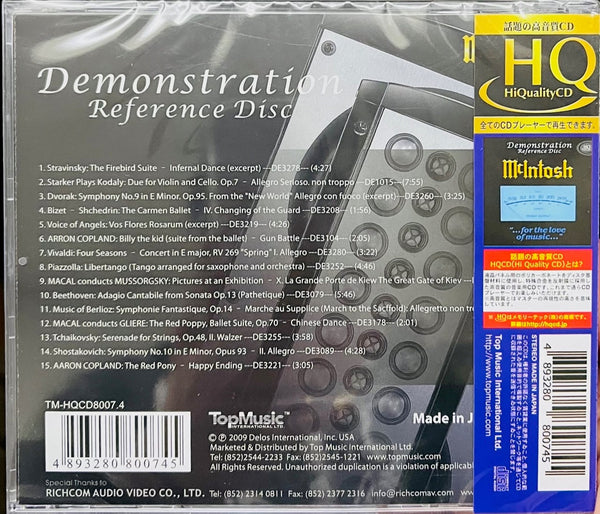 Demonstration
Reference Disc
1. Stravinsky: The Firebird Suite - Infernal Dance (excerpt) ---DE3278 --- (4:27)
2.Starker Plays Kodaly: Due for Violin and Cello. Op.7 - Allegro Serioso. non troppo ---DE1015 ---(7:55)
3. Dvorak: Symphony No.9 in E Minor. Op.95. From the "New World" Allegro con fuoco (excerpt) ---DE3260 --- (3:25)
4. Bizet - Shchedrin: The Carmen Ballet - IV. Changing of the Guard ---DE3208 --- (1:56)
5. Voice of Angels: Vos Flores Rosarum (excerpt) ---DE3219 --- (4:46)
6. ARRON COPLAND: Billy the kid (suite from the ballet) - Gun Battle ---DE3104 --- (2:05)
7. Vivaldi: Four Seasons - Concert in E major, RV 269 "Spring" I. Allegro ---DE3280 --- (3:22)
8. Piazzolla: Libertango (Tango arranged for saxophone and orchestra) ---DE3252 --- (4:46)
9. MACAL conducts MUSSORGSKY: Pictures at an Exhibition - X. La Grande Porte de Kiev The Great Gate of Kiev
10. Beethoven: Adagio Cantabile from Sonata Op.13 (Pathetique) ---DE3079 --- (5:46)
11. Music of Berlioz: Symphonie Fantastique, Op.14 - Marche au Supplice (March to the Sacffold): Allegretto non tro
12. MACAL conducts GLIERE: The Red Poppy, Ballet Suite, Op.70 - Chinese Dance ---DE3178 --- (2:01)
13. Tchaikovsky: Serenade for Strings, Op.48, II. Walzer ---DE3255 --- (3:58)
14. Shostakovich: Symphony No.10 in E Minor, Opus 93 - II. Allegro ---DE3089 --- (4:28)
15. AARON COPLAND: The Red Pony - Happy Ending ---DE3221 --- (3:05)
TM-HQCD8007.4
4 893280 800745
TopMusic
INTERNATIONAL LTD.
Made in J
© ℗ 2009 Delos International, Inc. USA
Marketed & Distributed by Top Music International Ltd.
Tel: (852)2544-2233 Fax: (852)2545-1221 www.topmusic
All Rights Reserved. Unauthorized duplication is a violation of applicab
Special Thanks to
RICHCOM AUDIO VIDEO CO., LTD. Tel: (852) 2314 0811 Fax: (852) 2377 2316 info@richcomav.com
話題の高音質CD
HQ
HiQualityCD
全てのCDプレーヤーで再生できます。
Demonstration
Reference Disc
McIntosh
"...for the love
of music..."
話題の高音質CD
HQCD(Hi Quality CD)とは?
STEREO MADE IN JAPAN
Top Music International Ltd.
http://www.topmusic
4 893280 800745